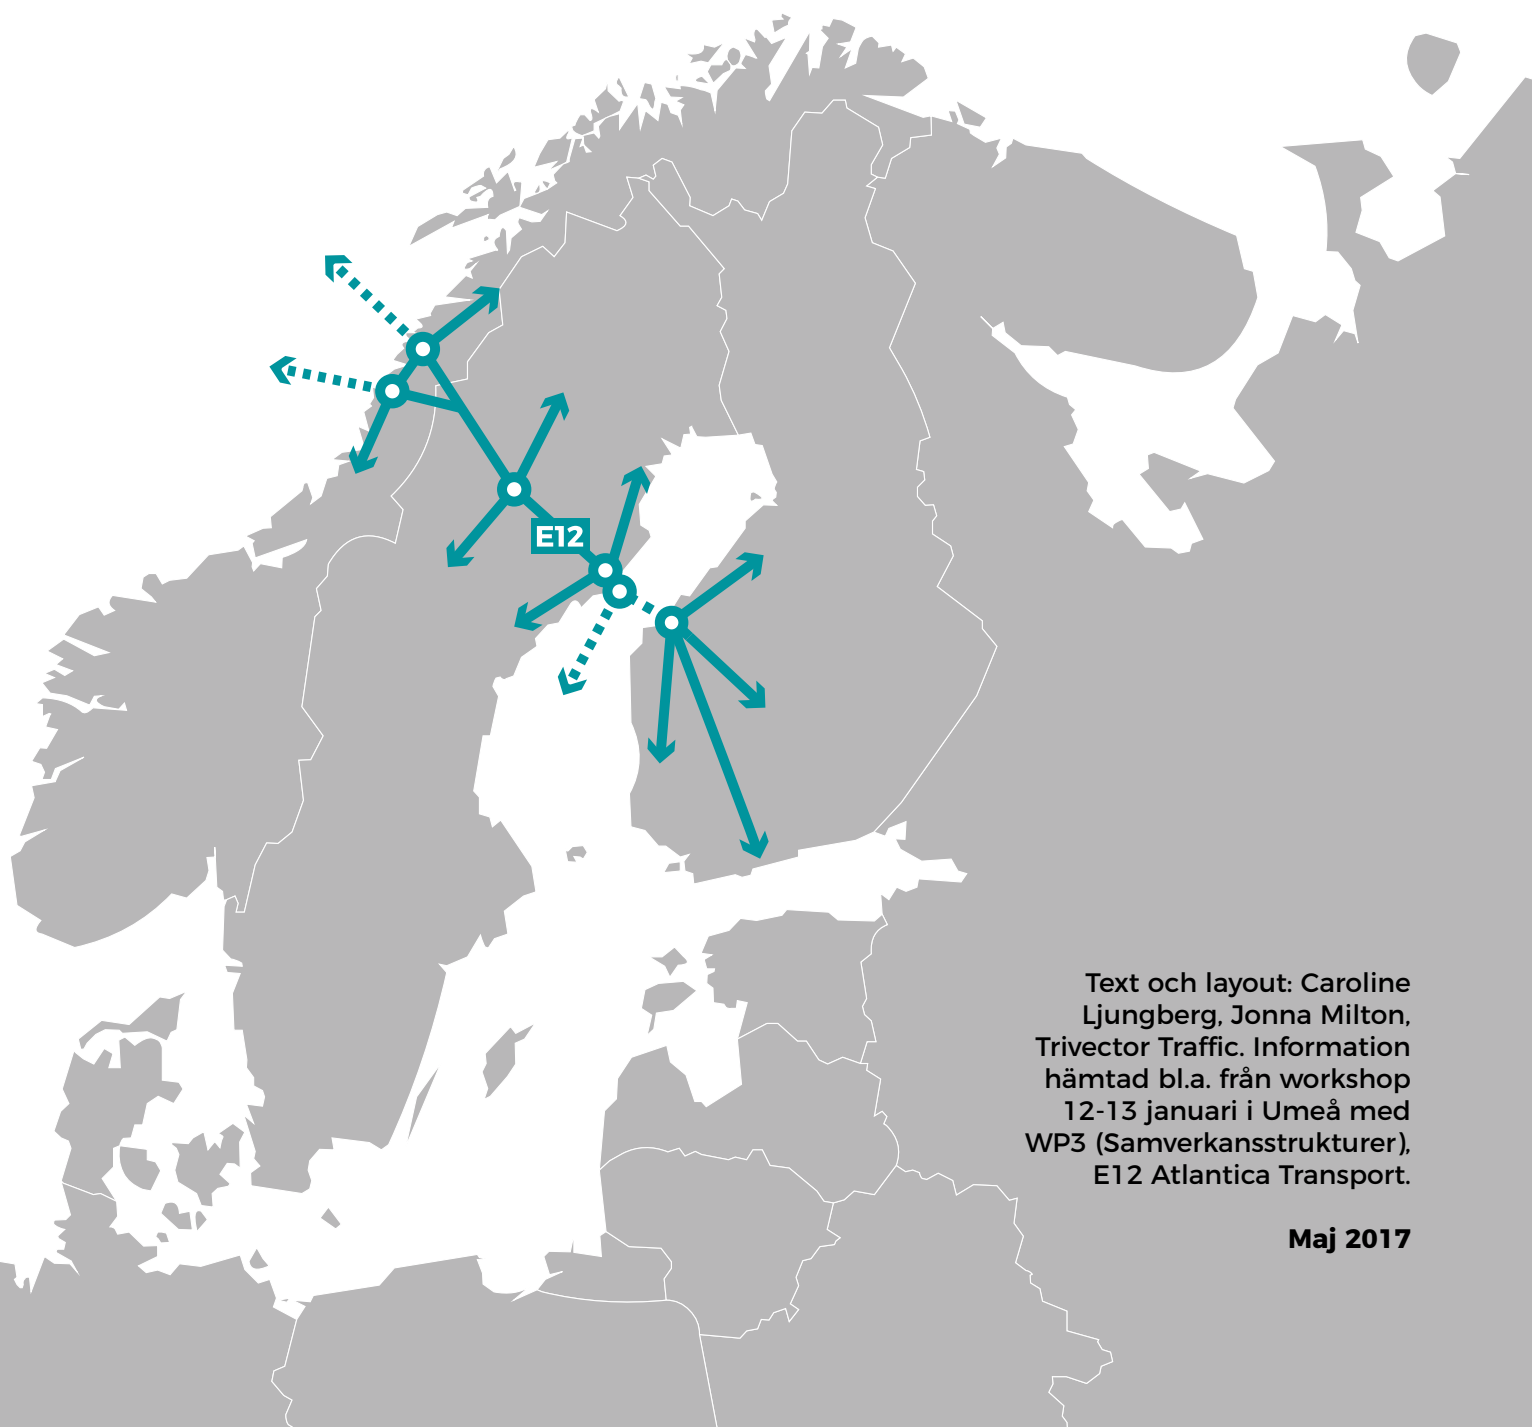 E12
Text och layout: Caroline
Ljungberg, Jonna Milton,
Trivector Traffic. Information
hämtad bl.a. från workshop
12-13 januari i Umeå med
WP3 (Samverkansstrukturer),
E12 Atlantica Transport.
Maj 2017